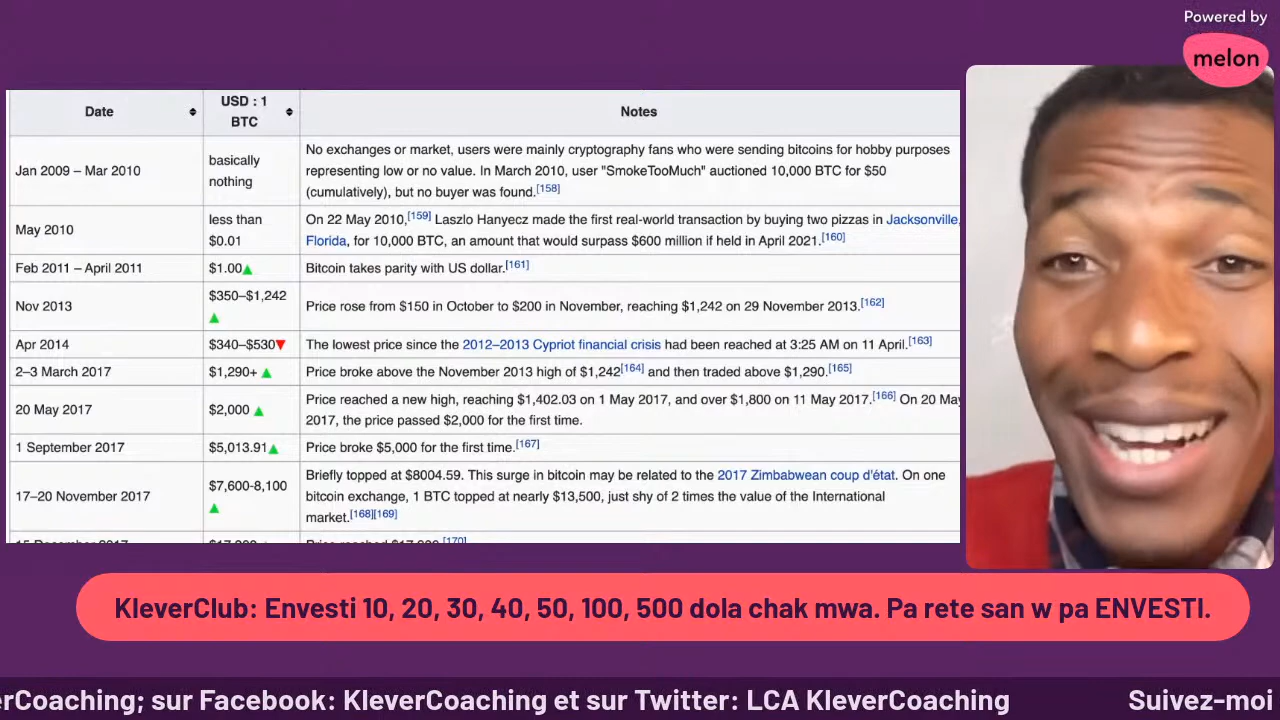 Powered by
melon
Date
USD : 1
BTC
Notes
Jan 2009 – Mar 2010
basically
nothing
No exchanges or market, users were mainly cryptography fans who were sending bitcoins for hobby purposes
representing low or no value. In March 2010, user "SmokeTooMuch" auctioned 10,000 BTC for $50
(cumulatively), but no buyer was found.[158]
May 2010
less than
$0.01
On 22 May 2010,[159] Laszlo Hanyecz made the first real-world transaction by buying two pizzas in Jacksonville,
Florida, for 10,000 BTC, an amount that would surpass $600 million if held in April 2021.[160]
Feb 2011 – April 2011
$1.00▲
Bitcoin takes parity with US dollar.[161]
Nov 2013
$350–$1,242
▲
Price rose from $150 in October to $200 in November, reaching $1,242 on 29 November 2013.[162]
Apr 2014
$340–$530▼
The lowest price since the 2012–2013 Cypriot financial crisis had been reached at 3:25 AM on 11 April.[163]
2–3 March 2017
$1,290+ ▲
Price broke above the November 2013 high of $1,242[164] and then traded above $1,290.[165]
20 May 2017
$2,000 ▲
Price reached a new high, reaching $1,402.03 on 1 May 2017, and over $1,800 on 11 May 2017.[166] On 20 May
2017, the price passed $2,000 for the first time.
1 September 2017
$5,013.91▲
Price broke $5,000 for the first time.[167]
17–20 November 2017
$7,600-8,100
▲
Briefly topped at $8004.59. This surge in bitcoin may be related to the 2017 Zimbabwean coup d'état. On one
bitcoin exchange, 1 BTC topped at nearly $13,500, just shy of 2 times the value of the International
market.[168][169]
KleverClub: Envesti 10, 20, 30, 40, 50, 100, 500 dola chak mwa. Pa rete san w pa ENVESTI.
erCoaching; sur Facebook: KleverCoaching et sur Twitter: LCA KleverCoaching
Suivez-moi